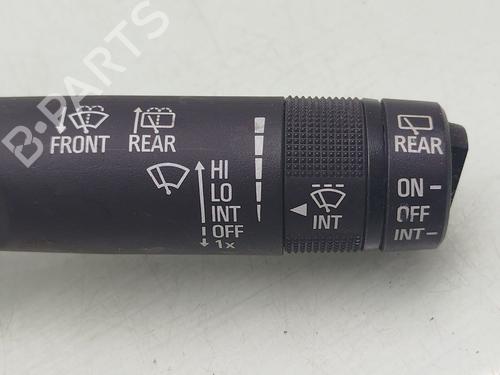 B-PARTS
FRONT REAR
HI
LO
INT
OFF
1x
INT
REAR
ON
OFF
INT